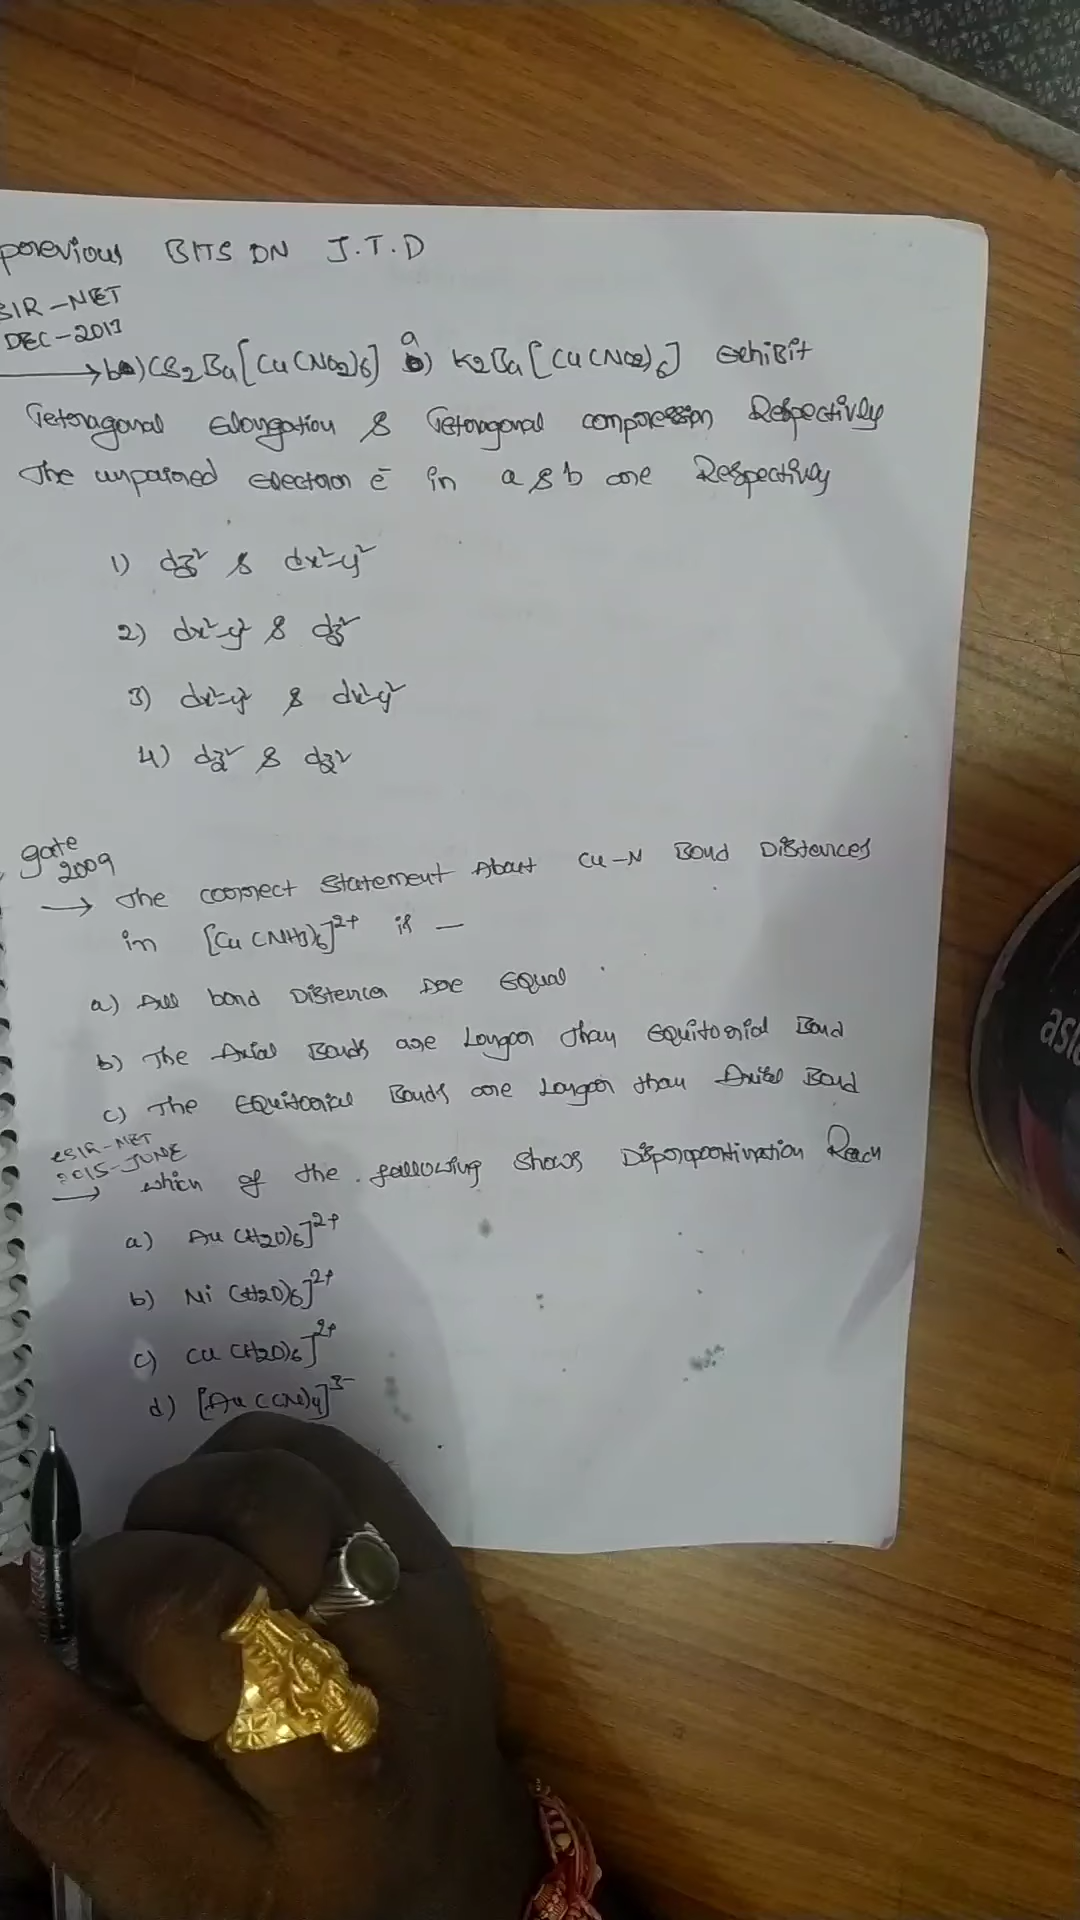 previous BITS ON J.T.D
SIR-NET
DEC-2017
b) CS2Ba[Cu(NO2)6] a) K2Ba[Cu(NO2)6] Exhibit
Tetragonal Elongation & Tetragonal compression Respectivly
The unpaired electron e- in a & b are Respectivly
1) dz² & dx²-y²
2) dx²-y² & dz²
3) dx²-y² & dx²-y²
4) dz² & dz²
gate
2009
→ The correct statement About Cu-N Bond Distances
in [Cu(NH3)6]²⁺ is —
a) All bond Distences are Equal
b) The Axial Bonds are Longer than Equitorial Bond
c) The Equitorial Bonds are Longer than Axial Bond
CSIR-NET
2015-JUNE
→ which of the following shows Disproportination Reacn
a) Au(H2O)6]²⁺
b) Ni(H2O)6]²⁺
c) Cu(H2O)6]²⁺
d) [Au(CN)4]³⁻
asia